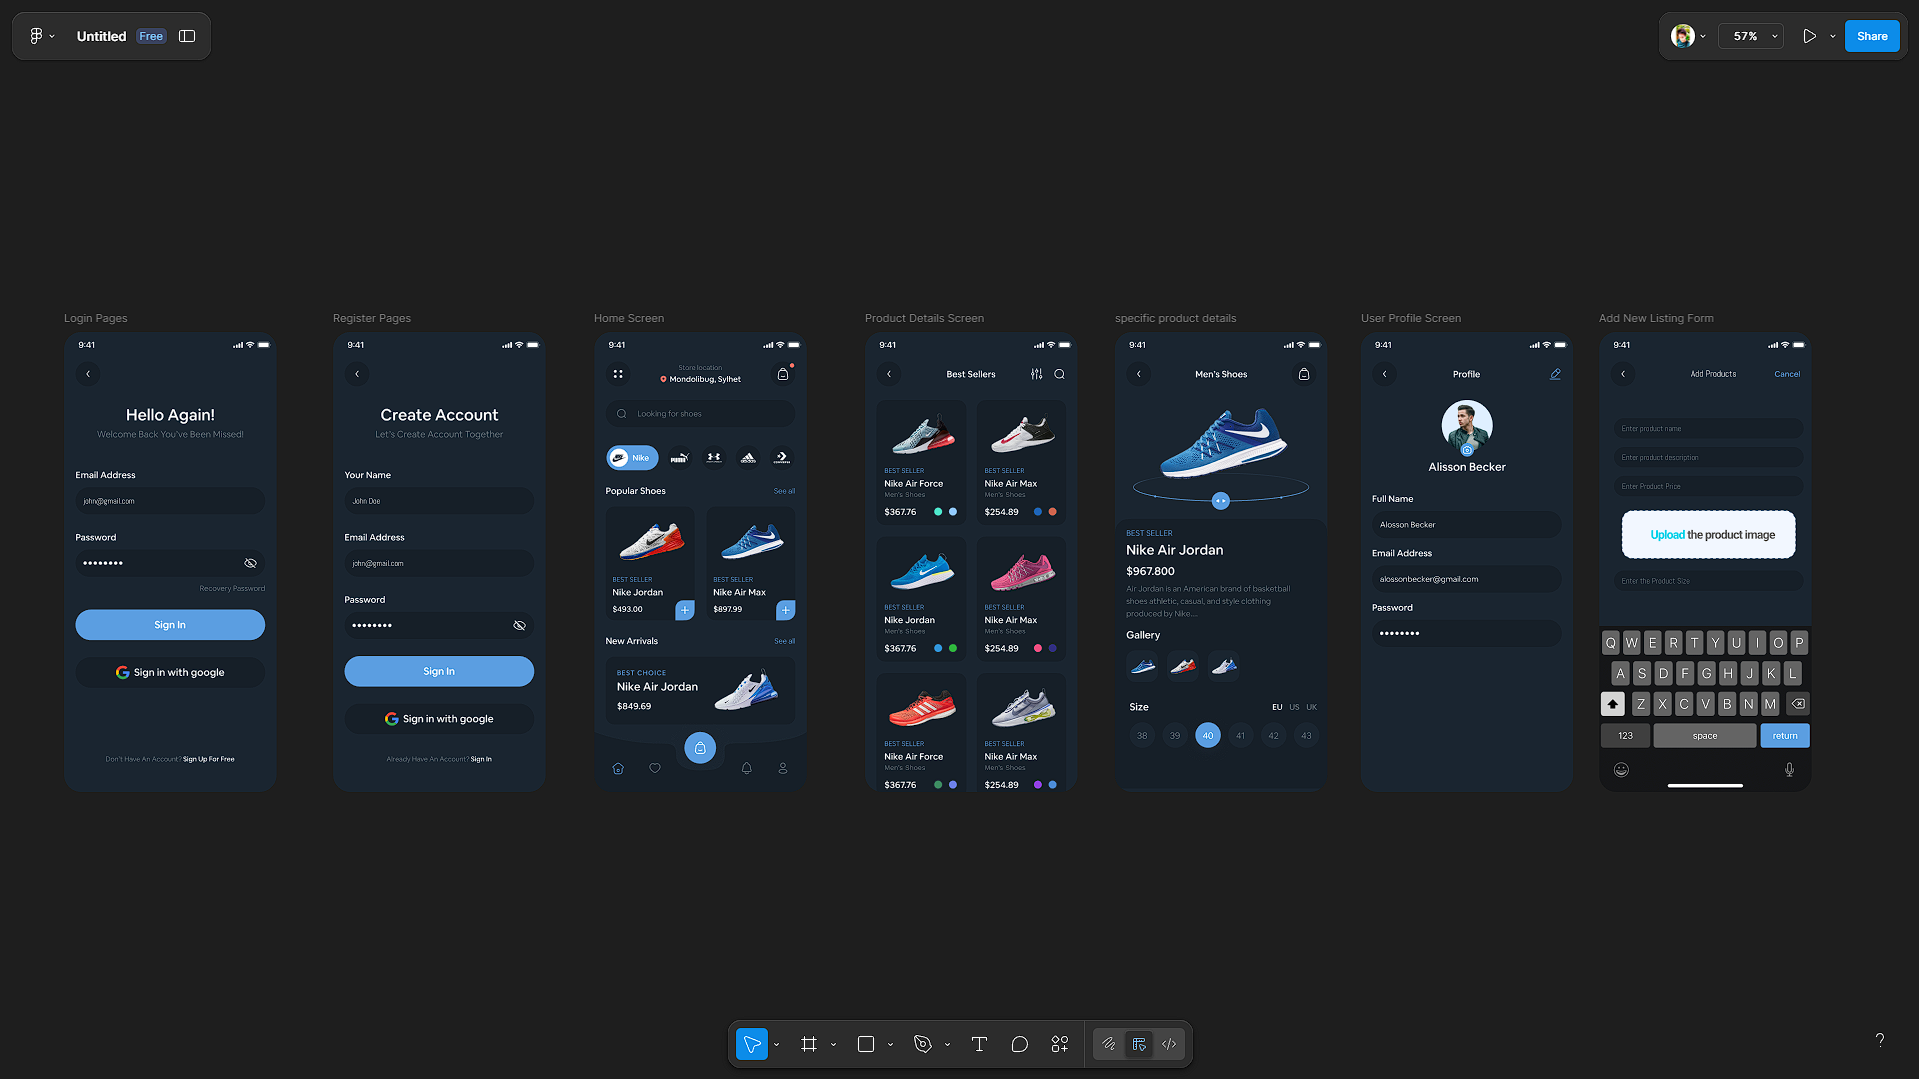 Untitled Free
57%
Share
Login Pages
9:41
Hello Again!
Welcome Back You've Been Missed!
Email Address
john@gmail.com
Password
••••••••
Recovery Password
Sign In
Sign in with google
Don't Have An Account? Sign Up For Free
Register Pages
9:41
Create Account
Let's Create Account Together
Your Name
John Doe
Email Address
john@gmail.com
Password
••••••••
Sign In
Sign in with google
Already Have An Account? Sign In
Home Screen
9:41
Store location
Mondolibug, Sylhet
Looking for shoes
Nike
Popular Shoes See all
BEST SELLER
Nike Jordan
$493.00
BEST SELLER
Nike Air Max
$897.99
New Arrivals See all
BEST CHOICE
Nike Air Jordan
$849.69
Product Details Screen
9:41
Best Sellers
BEST SELLER
Nike Air Force
Men's Shoes
$367.76
BEST SELLER
Nike Air Max
Men's Shoes
$254.89
BEST SELLER
Nike Jordan
Men's Shoes
$367.76
BEST SELLER
Nike Air Max
Men's Shoes
$254.89
BEST SELLER
Nike Air Force
Men's Shoes
$367.76
BEST SELLER
Nike Air Max
Men's Shoes
$254.89
specific product details
9:41
Men's Shoes
BEST SELLER
Nike Air Jordan
$967.800
Air Jordan is an American brand of basketball
shoes athletic, casual, and style clothing
produced by Nike....
Gallery
Size EU US UK
38 39 40 41 42 43
User Profile Screen
9:41
Profile
Alisson Becker
Full Name
Alosson Becker
Email Address
alossonbecker@gmail.com
Password
••••••••
Add New Listing Form
9:41
Add Products Cancel
Enter product name
Enter product description
Enter Product Price
Upload the product image
Enter the Product Size
Q W E R T Y U I O P
A S D F G H J K L
Z X C V B N M
123 space return
?